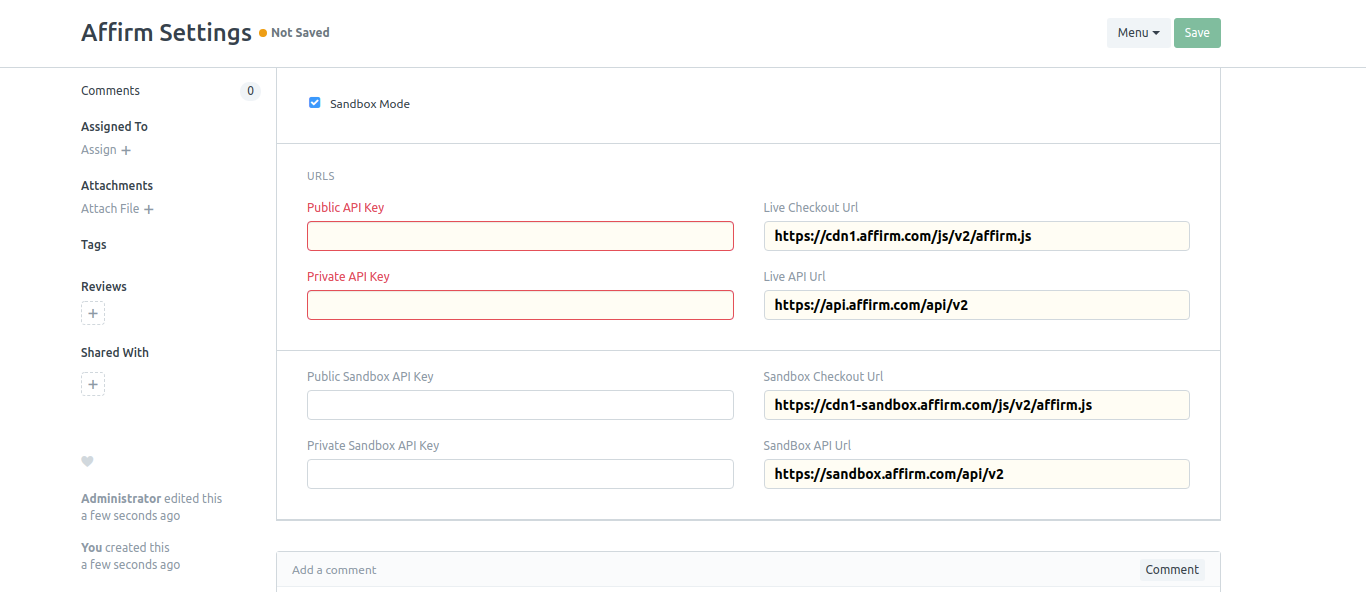 Affirm Settings Not Saved Menu Save
Comments 0
Assigned To
Assign +
Attachments
Attach File +
Tags
Reviews
+
Shared With
+
Administrator edited this
a few seconds ago
You created this
a few seconds ago
Sandbox Mode
URLS
Public API Key
Live Checkout Url
https://cdn1.affirm.com/js/v2/affirm.js
Private API Key
Live API Url
https://api.affirm.com/api/v2
Public Sandbox API Key
Sandbox Checkout Url
https://cdn1-sandbox.affirm.com/js/v2/affirm.js
Private Sandbox API Key
SandBox API Url
https://sandbox.affirm.com/api/v2
Add a comment Comment